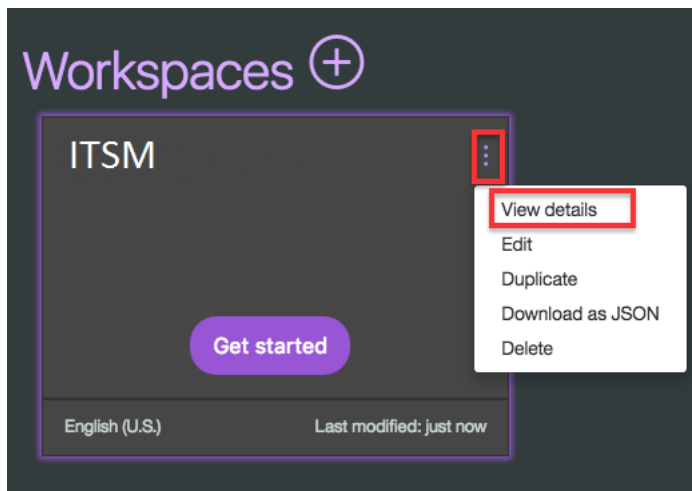 Workspaces
ITSM
View details
Edit
Duplicate
Download as JSON
Delete
Get started
English (U.S.)
Last modified: just now